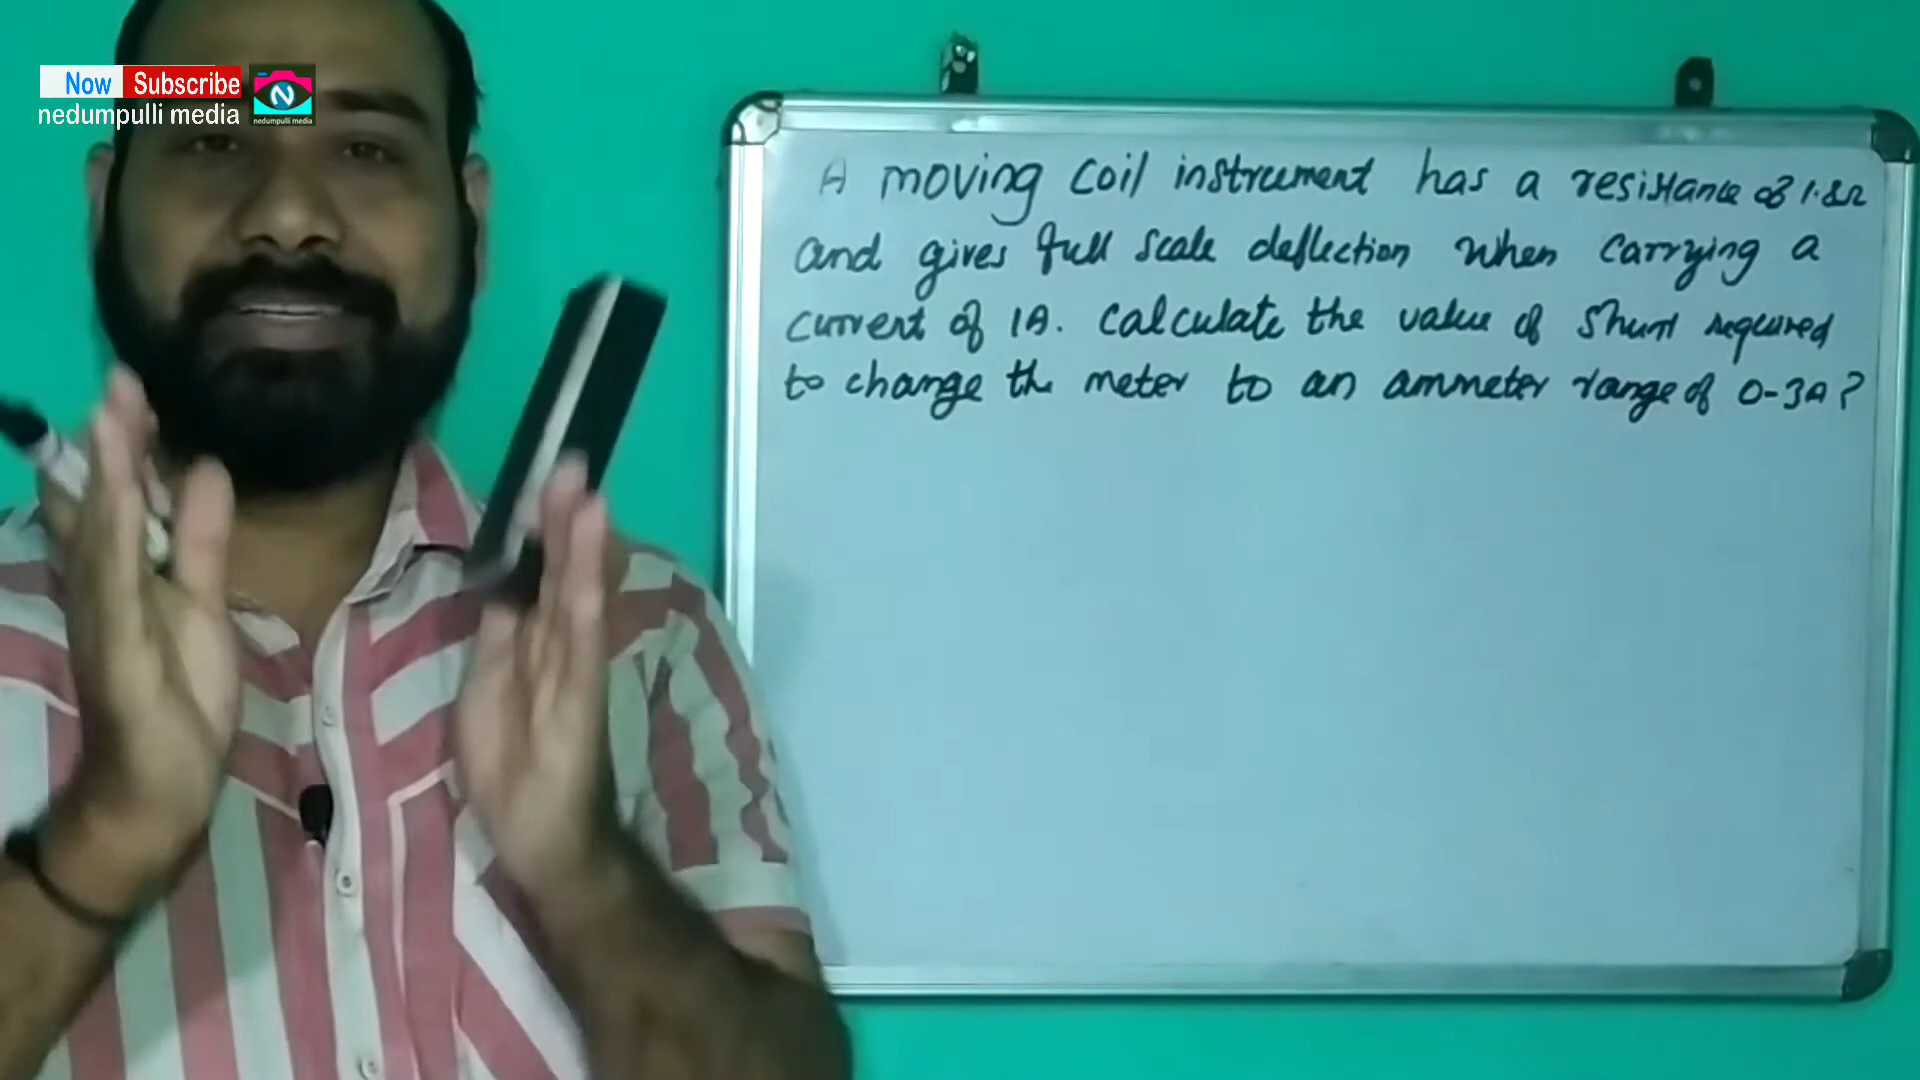 Now Subscribe
nedumpulli media
nedumpulli media
A moving coil instrument has a resistance of 1.8Ω
and gives full scale deflection when carrying a
current of 1A. Calculate the value of shunt required
to change the meter to an ammeter range of 0-3A?